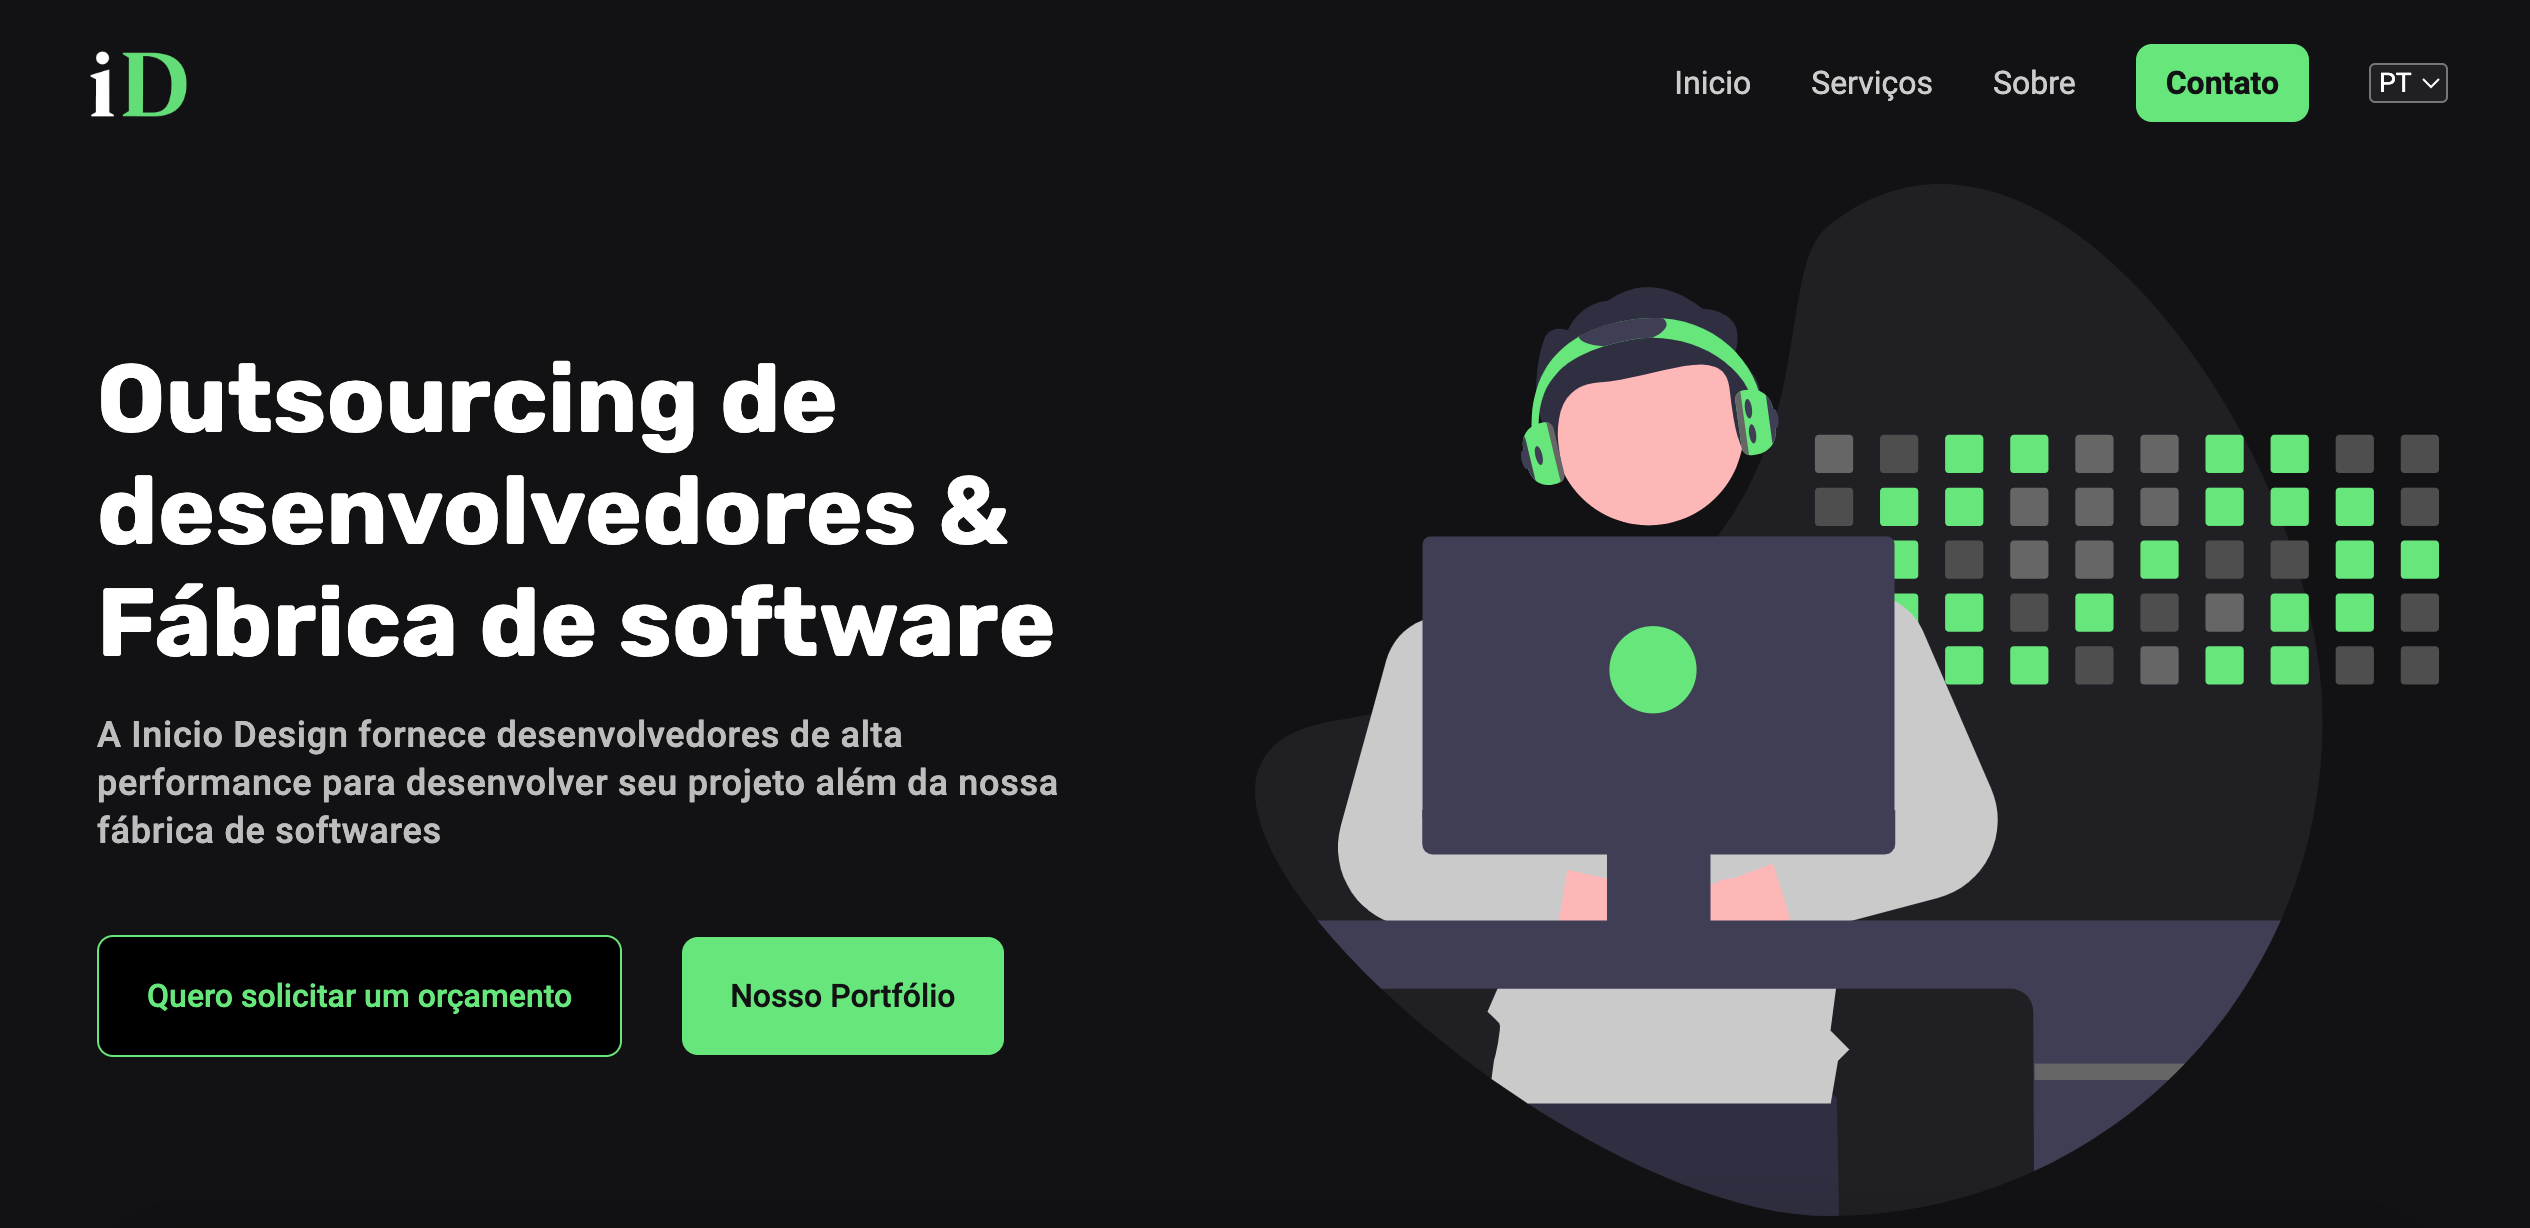 iD
Inicio
Serviços
Sobre
Contato
PT
Outsourcing de
desenvolvedores &
Fábrica de software
A Inicio Design fornece desenvolvedores de alta
performance para desenvolver seu projeto além da nossa
fábrica de softwares
Quero solicitar um orçamento
Nosso Portfólio